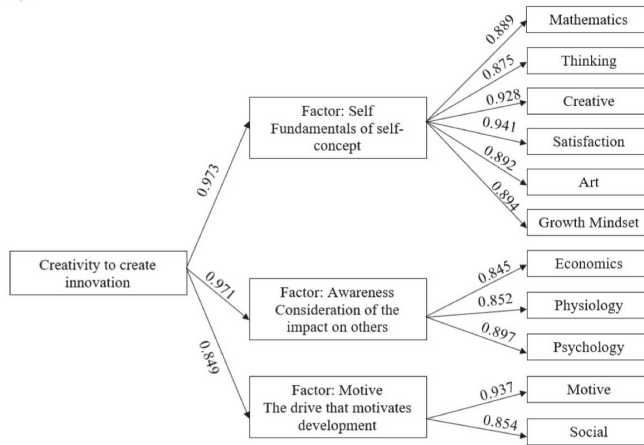 Creativity to create
innovation
0.973
0.971
0.849
Factor: Self
Fundamentals of self-
concept
Factor: Awareness
Consideration of the
impact on others
Factor: Motive
The drive that motivates
development
0.889
0.875
0.928
0.941
0.892
0.894
0.845
0.852
0.897
0.937
0.854
Mathematics
Thinking
Creative
Satisfaction
Art
Growth Mindset
Economics
Physiology
Psychology
Motive
Social